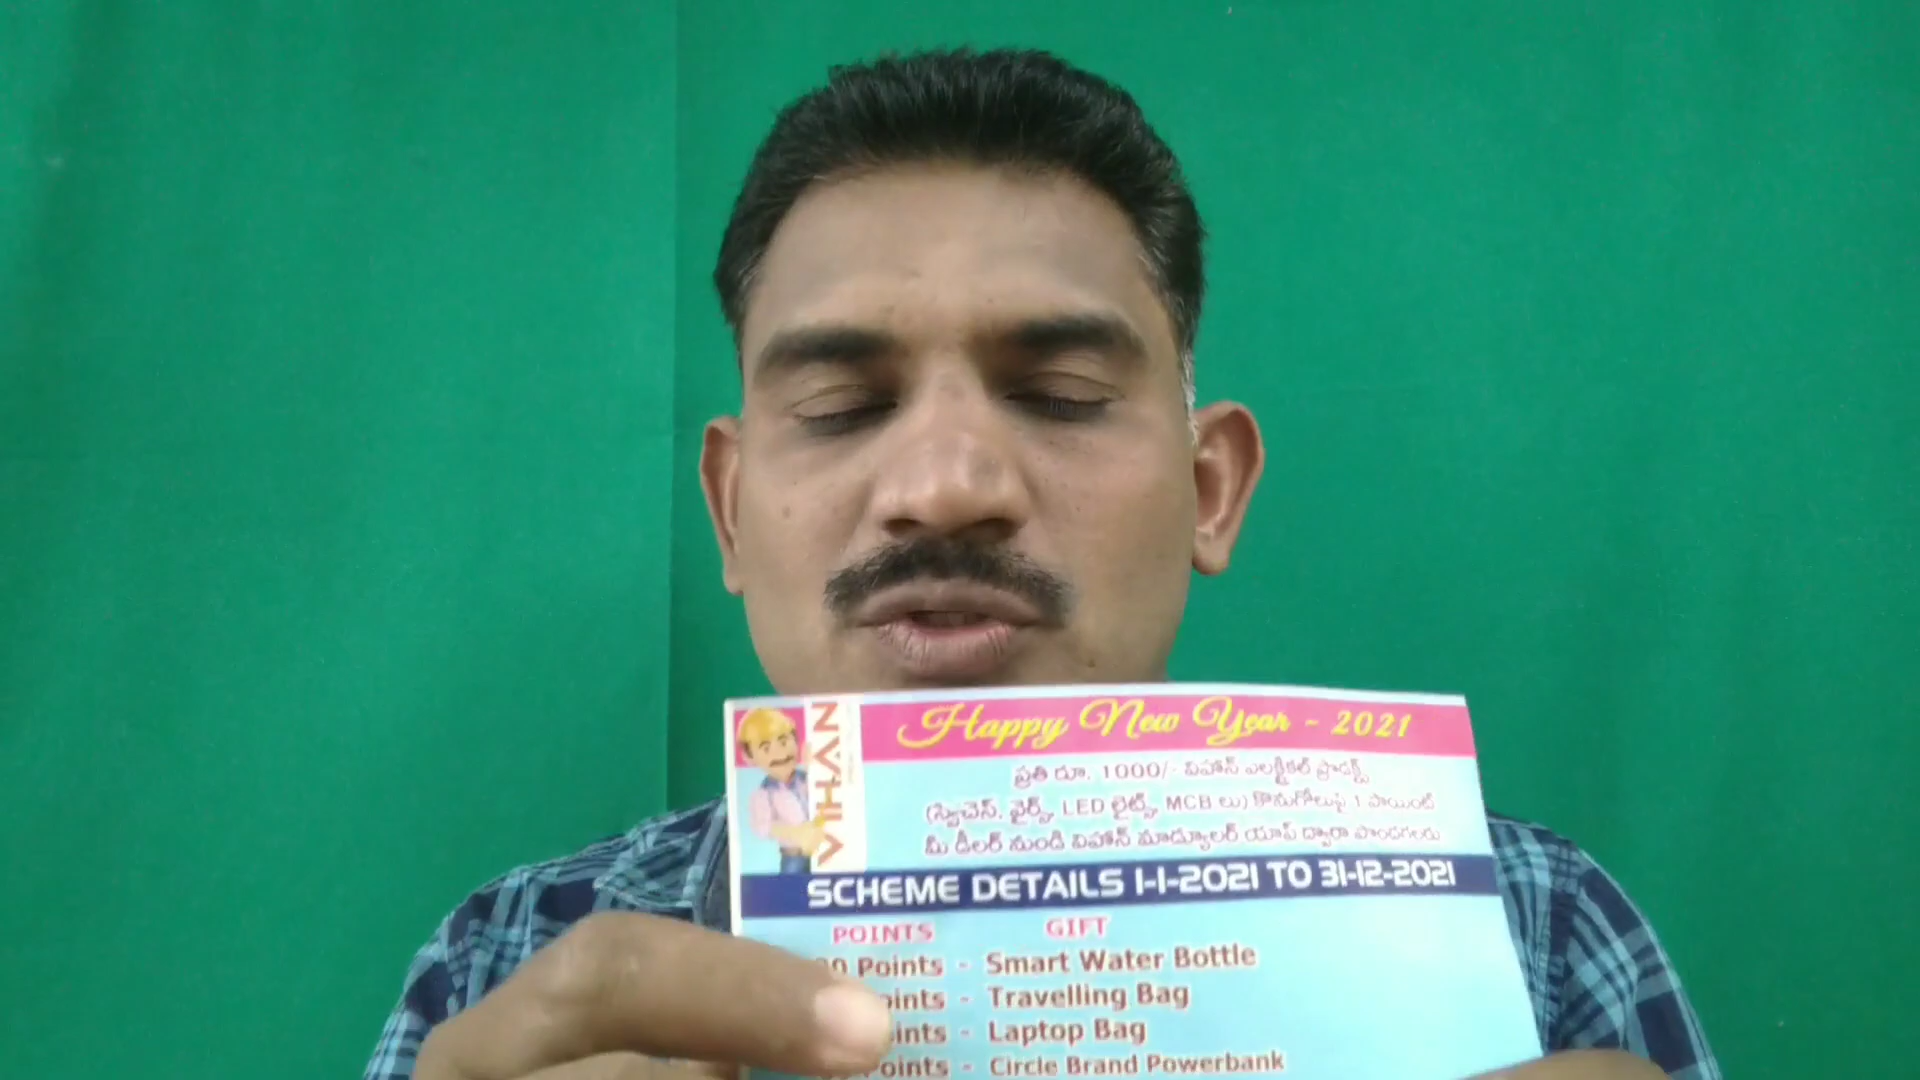 VIHAN
Happy New Year - 2021
ప్రతి రూ. 1000/- విహాన్ ఎలక్ట్రికల్ ప్రొడక్ట్స్
(స్విచెస్, వైర్స్, LED లైట్స్, MCB లు) కొనుగోలుపై 1 పాయింట్
మీ డీలర్ నుండి విహాన్ మాడ్యులర్ యాప్ ద్వారా పొందగలరు
SCHEME DETAILS 1-1-2021 TO 31-12-2021
POINTS GIFT
Points - Smart Water Bottle
- Travelling Bag
- Laptop Bag
- Circle Brand Powerbank